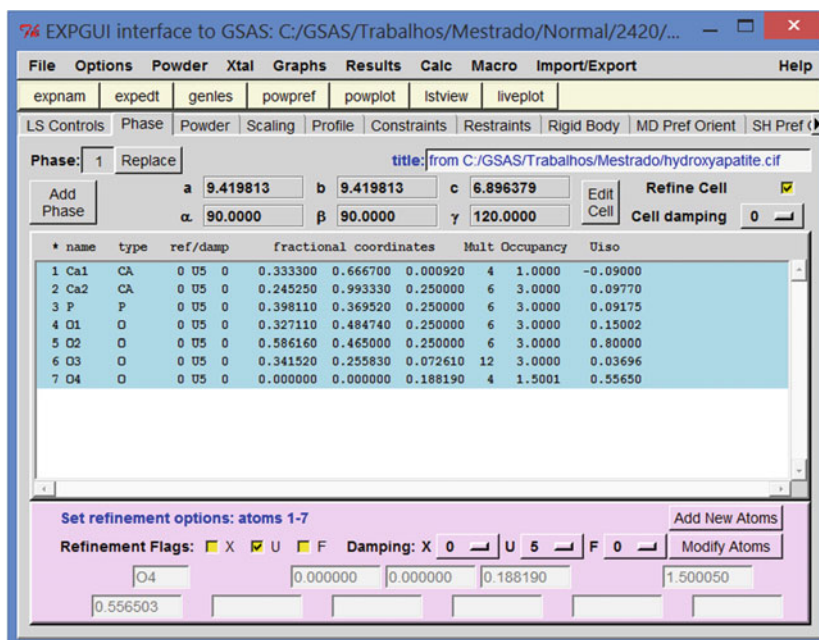 7% EXPGUI interface to GSAS: C:/GSAS/Trabalhos/Mestrado/Normal/2420/...
File Options Powder Xtal Graphs Results Calc Macro Import/Export Help
expnam expedt genles powpref powplot lstview liveplot
LS Controls Phase Powder Scaling Profile Constraints Restraints Rigid Body MD Pref Orient SH Pref
Phase: 1 Replace title: from C:/GSAS/Trabalhos/Mestrado/hydroxyapatite.cif
Add Phase
a 9.419813 b 9.419813 c 6.896379 Edit Cell Refine Cell
α 90.0000 β 90.0000 γ 120.0000 Cell damping 0
* name type ref/damp fractional coordinates Mult Occupancy Uiso
1 Ca1 CA 0 U5 0 0.333300 0.666700 0.000920 4 1.0000 -0.09000
2 Ca2 CA 0 U5 0 0.245250 0.993330 0.250000 6 3.0000 0.09770
3 P P 0 U5 0 0.398110 0.369520 0.250000 6 3.0000 0.09175
4 O1 O 0 U5 0 0.327110 0.484740 0.250000 6 3.0000 0.15002
5 O2 O 0 U5 0 0.586160 0.465000 0.250000 6 3.0000 0.80000
6 O3 O 0 U5 0 0.341520 0.255830 0.072610 12 3.0000 0.03696
7 O4 O 0 U5 0 0.000000 0.000000 0.188190 4 1.5001 0.55650
Set refinement options: atoms 1-7 Add New Atoms
Refinement Flags: X U F Damping: X 0 U 5 F 0 Modify Atoms
O4 0.000000 0.000000 0.188190 1.500050
0.556503